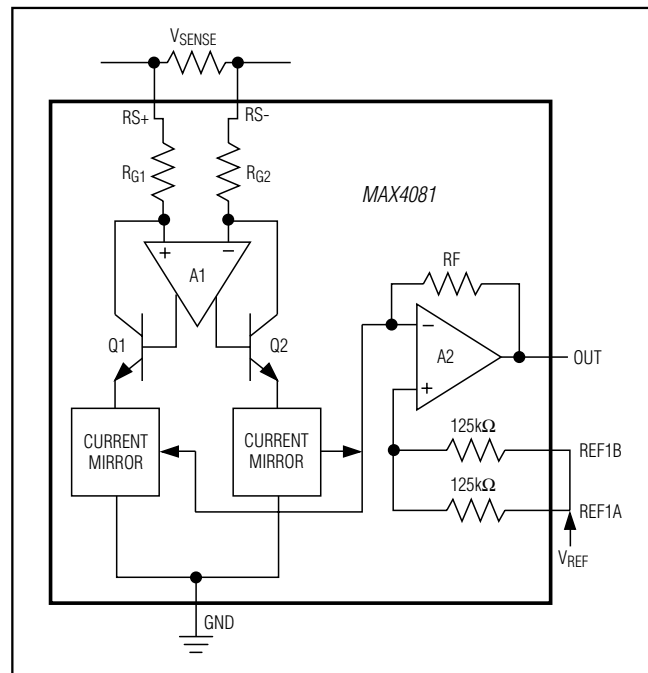 VSENSE
RS+
RS-
RG1
RG2
MAX4081
+
−
A1
RF
Q1
Q2
−
A2
+
OUT
CURRENT
MIRROR
CURRENT
MIRROR
125kΩ
REF1B
125kΩ
REF1A
VREF
GND